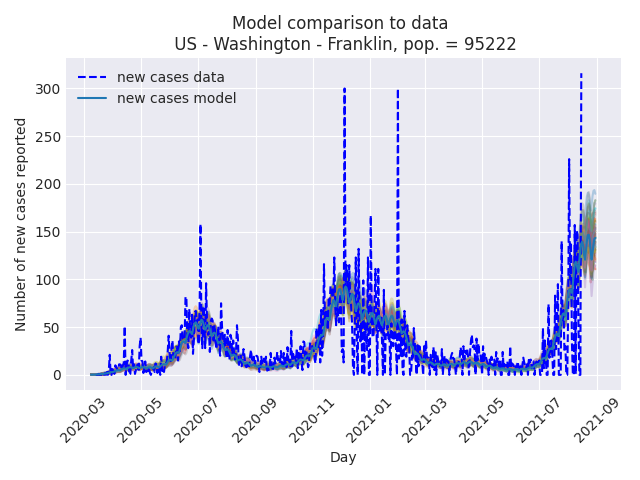 Model comparison to data
US - Washington - Franklin, pop. = 95222
new cases data
new cases model
Number of new cases reported
300
250
200
150
100
50
0
2020-03
2020-05
2020-07
2020-09
2020-11
2021-01
2021-03
2021-05
2021-07
2021-09
Day